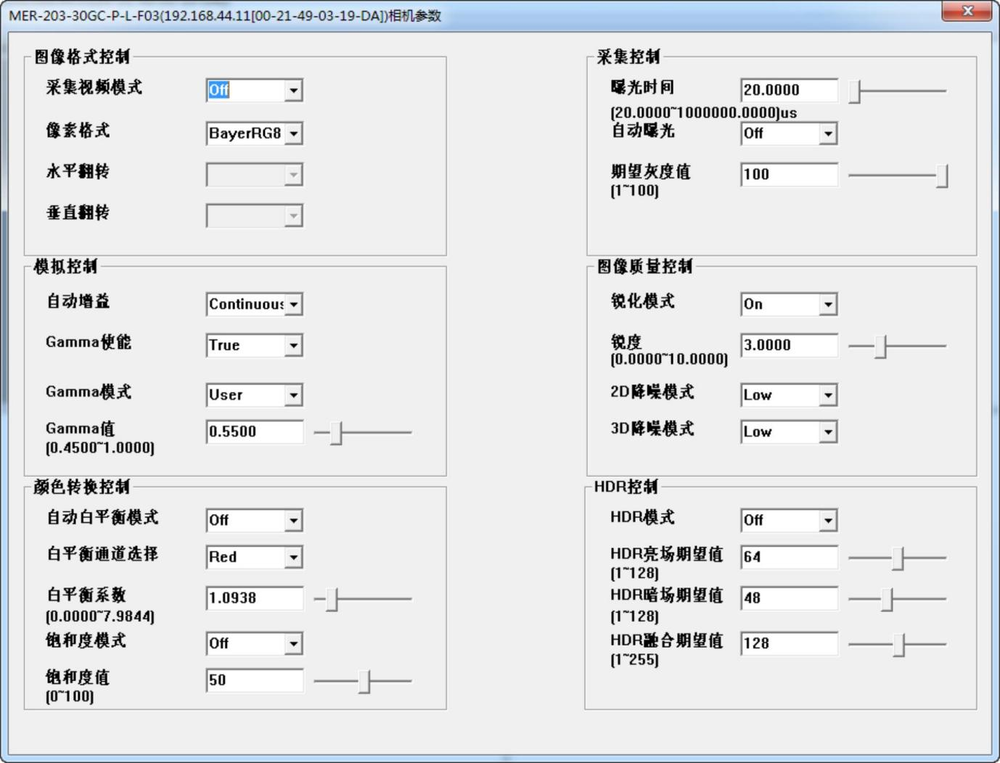 MER-203-30GC-P-L-F03(192.168.44.11[00-21-49-03-19-DA])相机参数
图像格式控制
采集视频模式 Off
像素格式 BayerRG8
水平翻转
垂直翻转
采集控制
曝光时间 20.0000
(20.0000~1000000.0000)us
自动曝光 Off
期望灰度值 100
(1~100)
模拟控制
自动增益 Continuous
Gamma使能 True
Gamma模式 User
Gamma值 0.5500
(0.4500~1.0000)
图像质量控制
锐化模式 On
锐度 3.0000
(0.0000~10.0000)
2D降噪模式 Low
3D降噪模式 Low
颜色转换控制
自动白平衡模式 Off
白平衡通道选择 Red
白平衡系数 1.0938
(0.0000~7.9844)
饱和度模式 Off
饱和度值 50
(0~100)
HDR控制
HDR模式 Off
HDR亮场期望值 64
(1~128)
HDR暗场期望值 48
(1~128)
HDR融合期望值 128
(1~255)